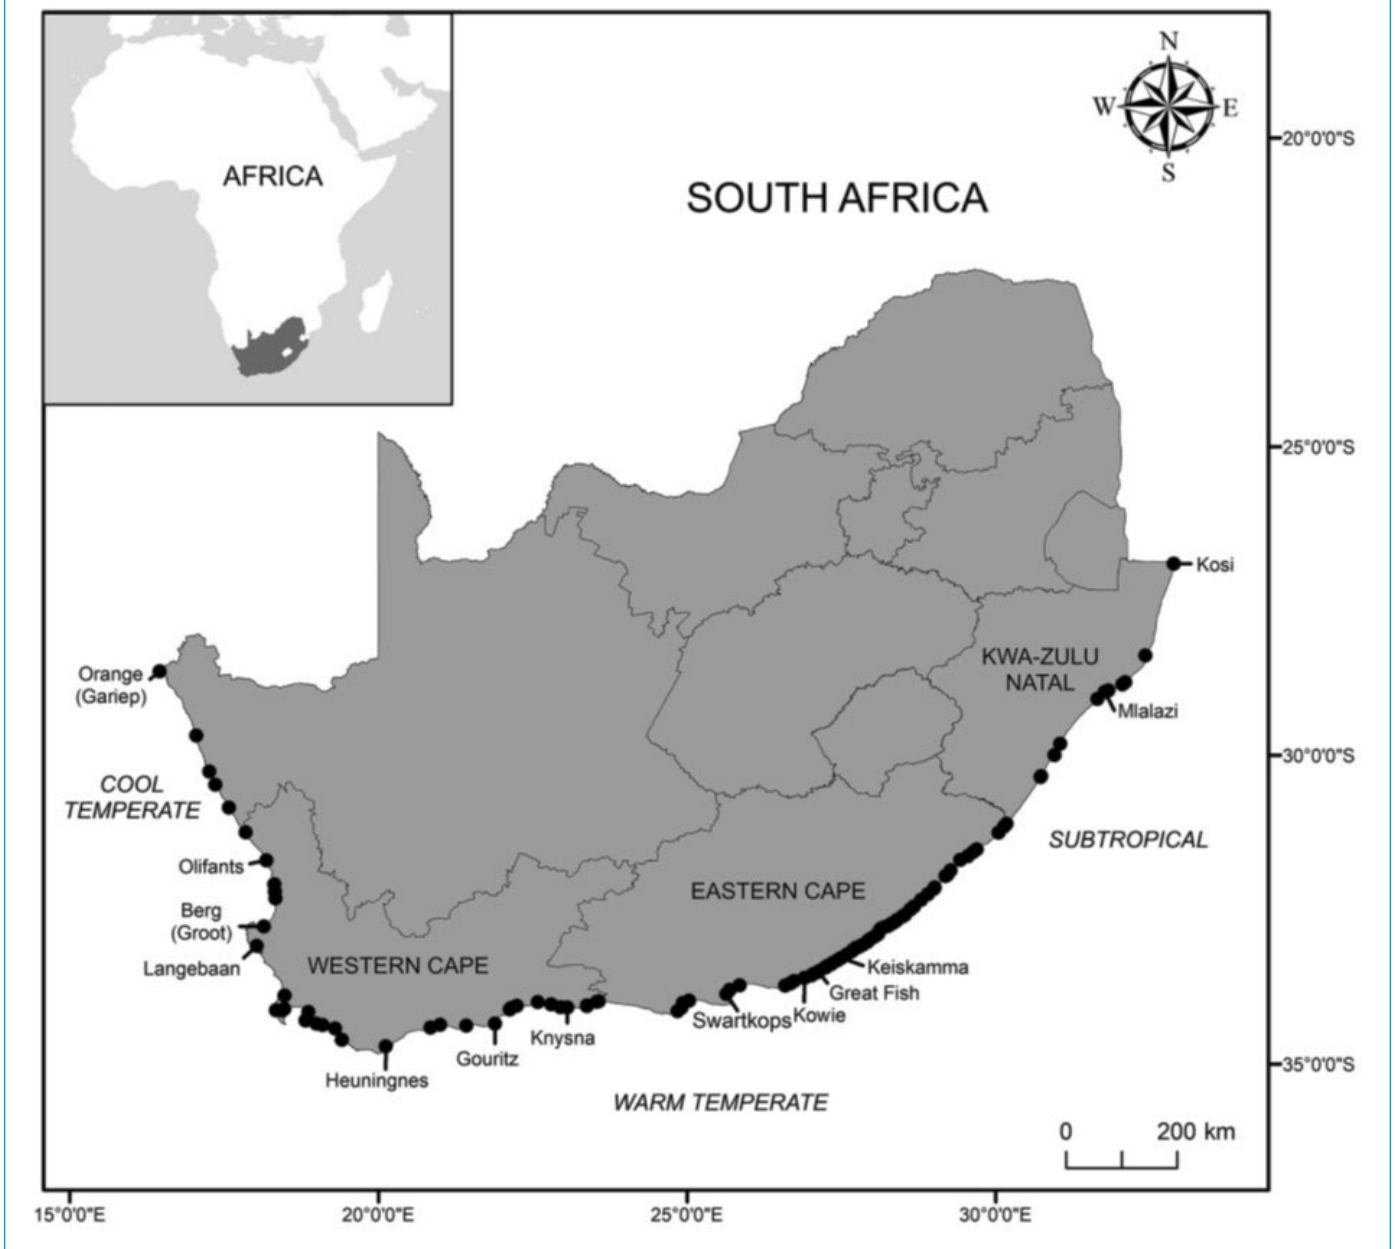 N
W
E
S
AFRICA
SOUTH AFRICA
20°0'0"S
25°0'0"S
30°0'0"S
35°0'0"S
Kosi
KWA-ZULU
NATAL
Mlalazi
Orange
(Gariep)
COOL
TEMPERATE
Olifants
Berg
(Groot)
Langebaan
WESTERN CAPE
EASTERN CAPE
SUBTROPICAL
Keiskamma
Great Fish
Kowie
Swartkops
Knysna
Gouritz
Heuningnes
WARM TEMPERATE
0 200 km
15°0'0"E
20°0'0"E
25°0'0"E
30°0'0"E